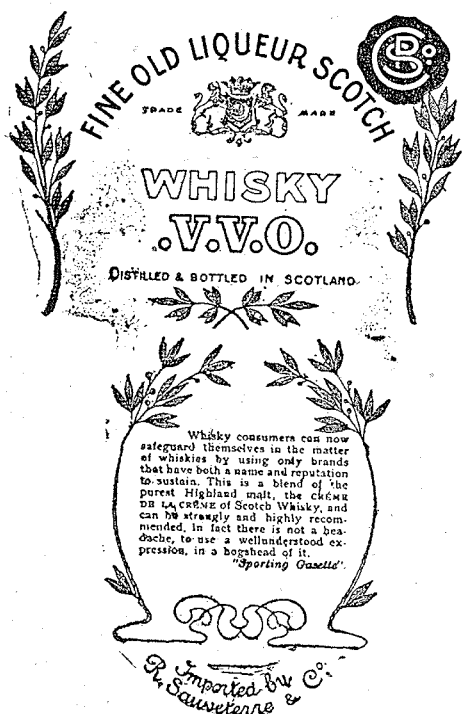 FINE OLD LIQUEUR SCOTCH
TRADE MARK
WHISKY
.V.V.O.
DISTILLED & BOTTLED IN SCOTLAND
Whisky consumers can now
safeguard themselves in the matter
of whiskies by using only brands
that have both a name and reputation
to sustain. This is a blend of the
purest Highland malt, the CRÉME
DE LA CRÉME of Scotch Whisky, and
can be strongly and highly recom-
mended. In fact there is not a hea-
dache, to use a wellunderstood ex-
pression, in a hogshead of it.
"Sporting Gazette".
Imported by
R. Sauveterre & Co.